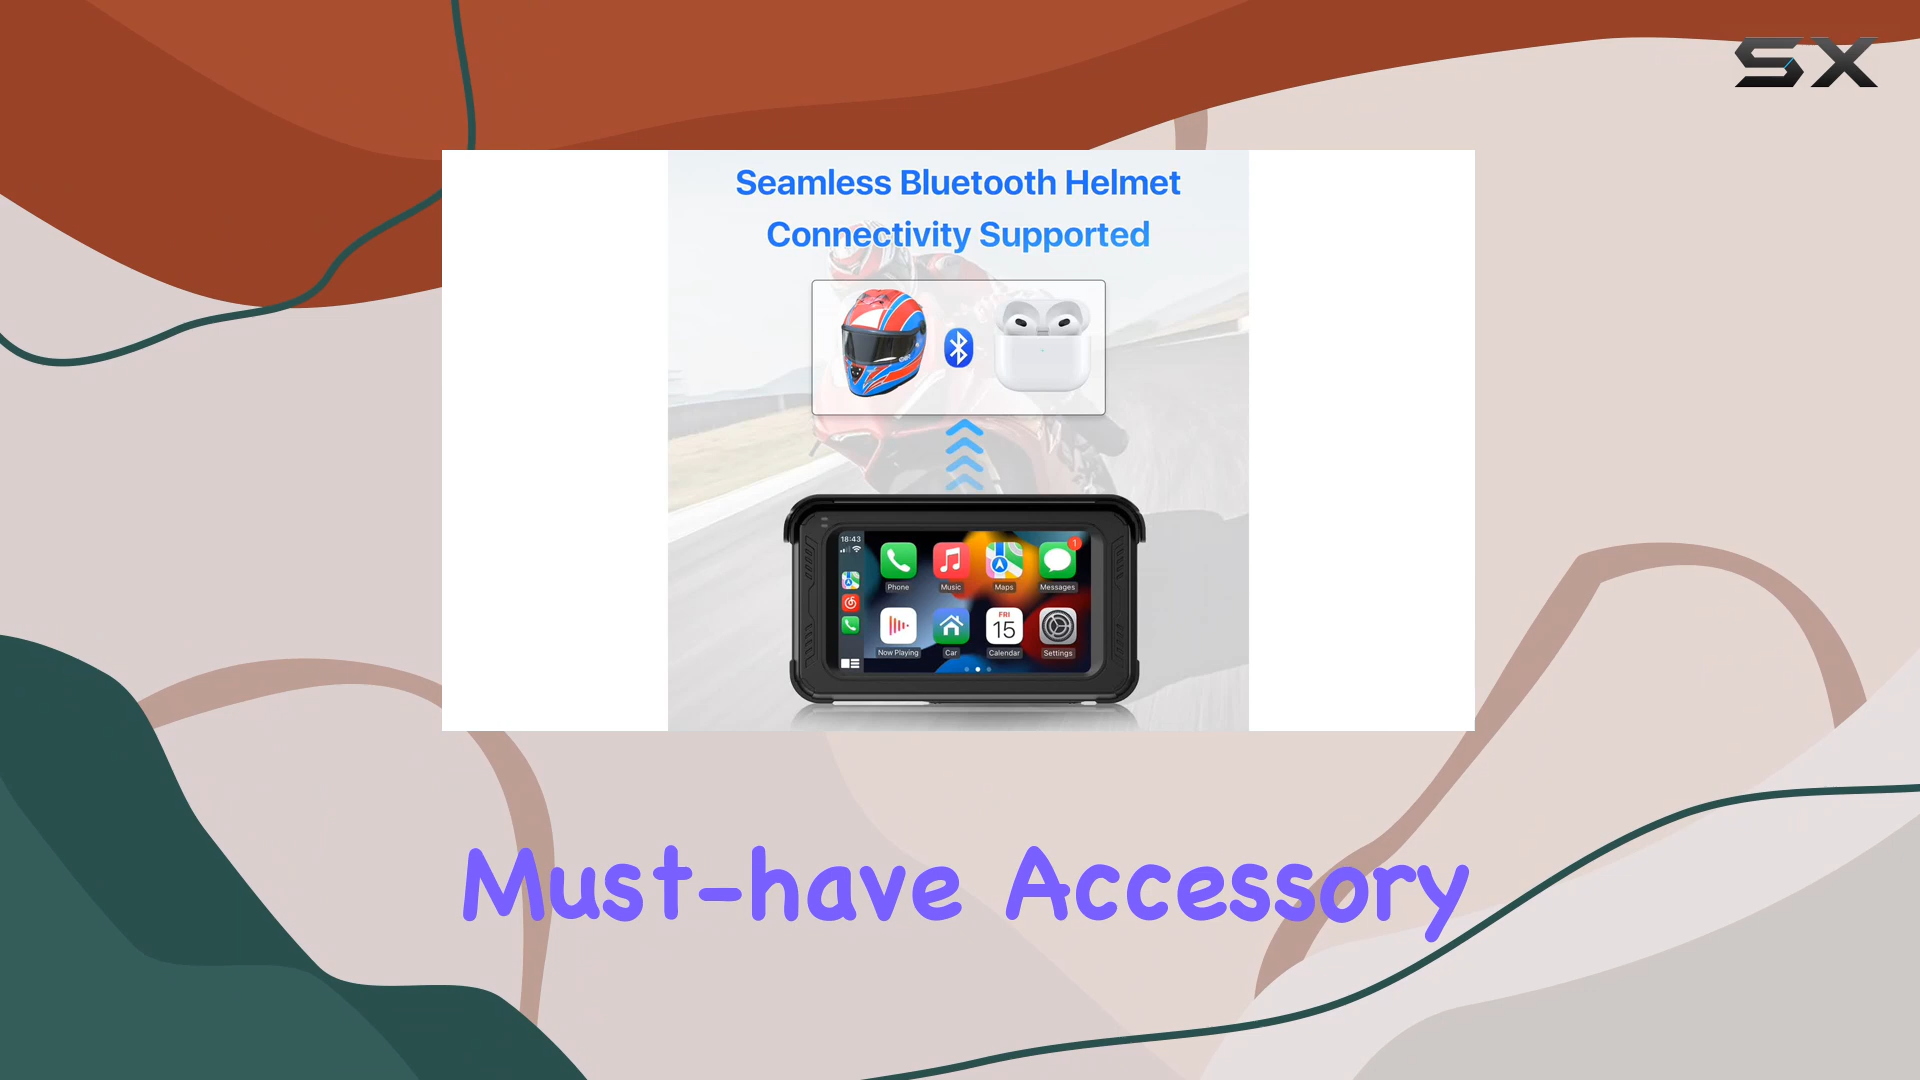 SX
Seamless Bluetooth Helmet
Connectivity Supported
18:43
1
Phone Music Maps Messages
FRI
15
Now Playing Car Calendar Settings
Must-have Accessory